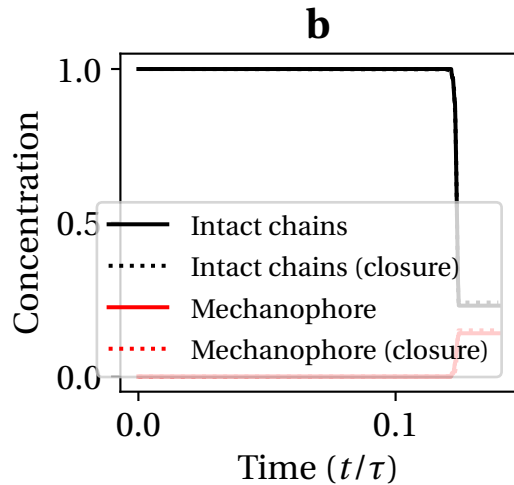 b
Concentration
1.0
0.5
0.0
Intact chains
Intact chains (closure)
Mechanophore
Mechanophore (closure)
0.0
0.1
Time (t/τ)